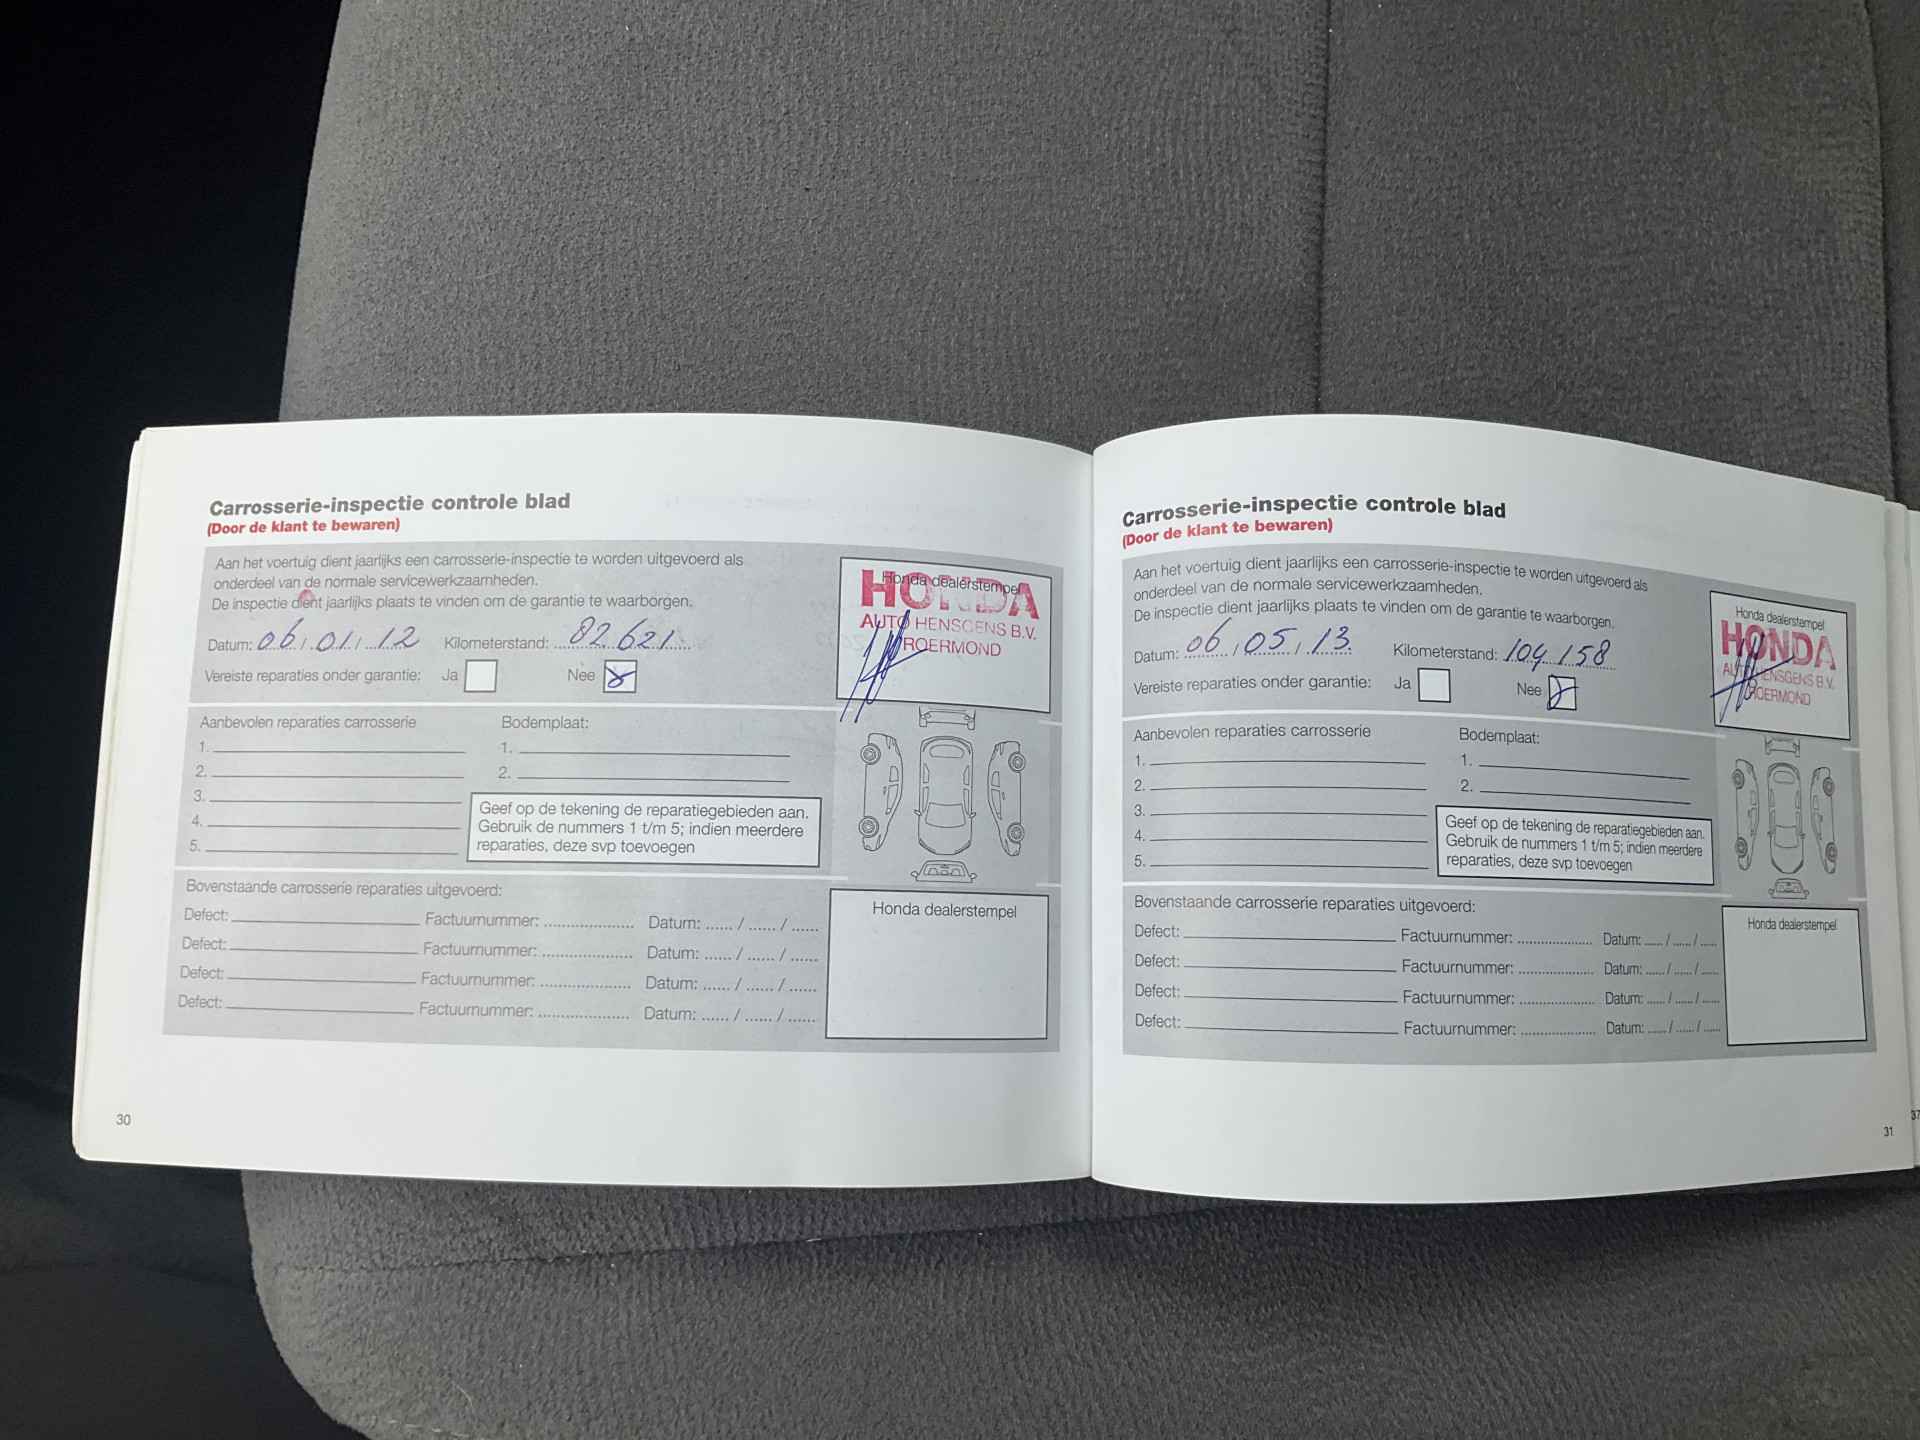 Carrosserie-inspectie controle blad
(Door de klant te bewaren)
Aan het voertuig dient jaarlijks een carrosserie-inspectie te worden uitgevoerd als
onderdeel van de normale servicewerkzaamheden.
De inspectie dient jaarlijks plaats te vinden om de garantie te waarborgen.
Datum: 06 / 01 / 12 Kilometerstand: 82.621
Vereiste reparaties onder garantie: Ja Nee
Honda dealerstempel
HONDA
AUTO HENSGENS B.V.
ROERMOND
Aanbevolen reparaties carrosserie Bodemplaat:
1. 1.
2. 2.
3.
4.
5.
Geef op de tekening de reparatiegebieden aan.
Gebruik de nummers 1 t/m 5; indien meerdere
reparaties, deze svp toevoegen
Bovenstaande carrosserie reparaties uitgevoerd:
Defect: Factuurnummer: .................... Datum: ...... / ...... / ......
Defect: Factuurnummer: .................... Datum: ...... / ...... / ......
Defect: Factuurnummer: .................... Datum: ...... / ...... / ......
Defect: Factuurnummer: .................... Datum: ...... / ...... / ......
Honda dealerstempel
30
Carrosserie-inspectie controle blad
(Door de klant te bewaren)
Aan het voertuig dient jaarlijks een carrosserie-inspectie te worden uitgevoerd als
onderdeel van de normale servicewerkzaamheden.
De inspectie dient jaarlijks plaats te vinden om de garantie te waarborgen.
Datum: 06 / 05 / 13. Kilometerstand: 104 158
Vereiste reparaties onder garantie: Ja Nee
Honda dealerstempel
HONDA
AUTO HENSGENS B.V.
ROERMOND
Aanbevolen reparaties carrosserie Bodemplaat:
1. 1.
2. 2.
3.
4.
5.
Geef op de tekening de reparatiegebieden aan.
Gebruik de nummers 1 t/m 5; indien meerdere
reparaties, deze svp toevoegen
Bovenstaande carrosserie reparaties uitgevoerd:
Defect: Factuurnummer: .................... Datum: ...... / ...... / ......
Defect: Factuurnummer: .................... Datum: ...... / ...... / ......
Defect: Factuurnummer: .................... Datum: ...... / ...... / ......
Defect: Factuurnummer: .................... Datum: ...... / ...... / ......
Honda dealerstempel
31
37